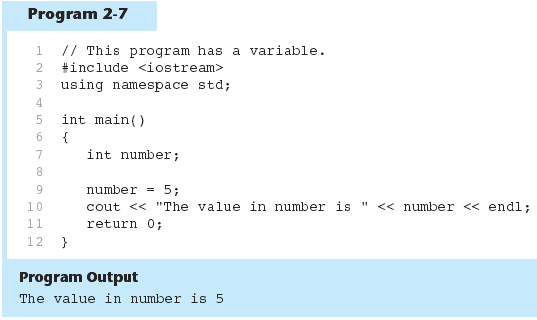 Program 2-7
1 // This program has a variable.
2 #include <iostream>
3 using namespace std;
4
5 int main()
6 {
7 int number;
8
9 number = 5;
10 cout << "The value in number is " << number << endl;
11 return 0;
12 }
Program Output
The value in number is 5